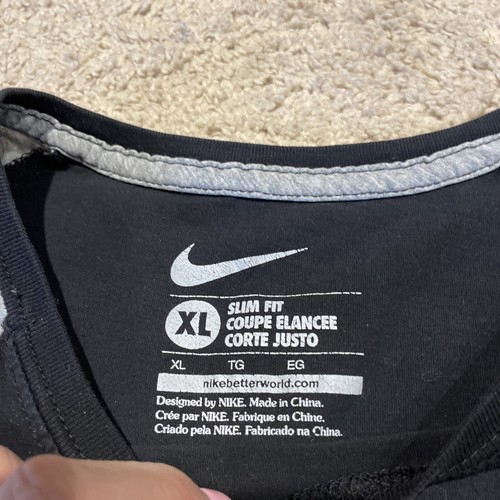 XL
SLIM FIT
COUPE ELANCEE
CORTE JUSTO
XL TG EG
nikebetterworld.com
Designed by NIKE. Made in China.
Crée par NIKE. Fabrique en Chine.
Criado pela NIKE. Fabricado na China.